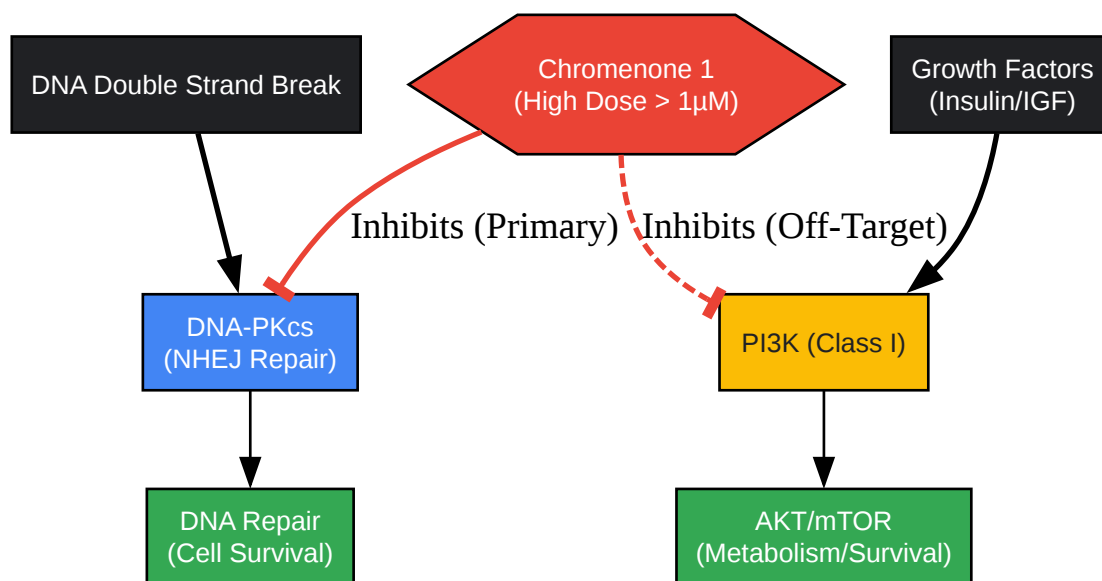 DNA Double Strand Break
Chromenone 1
(High Dose > 1µM)
Growth Factors
(Insulin/IGF)
Inhibits (Primary)
Inhibits (Off-Target)
DNA-PKcs
(NHEJ Repair)
PI3K (Class I)
DNA Repair
(Cell Survival)
AKT/mTOR
(Metabolism/Survival)